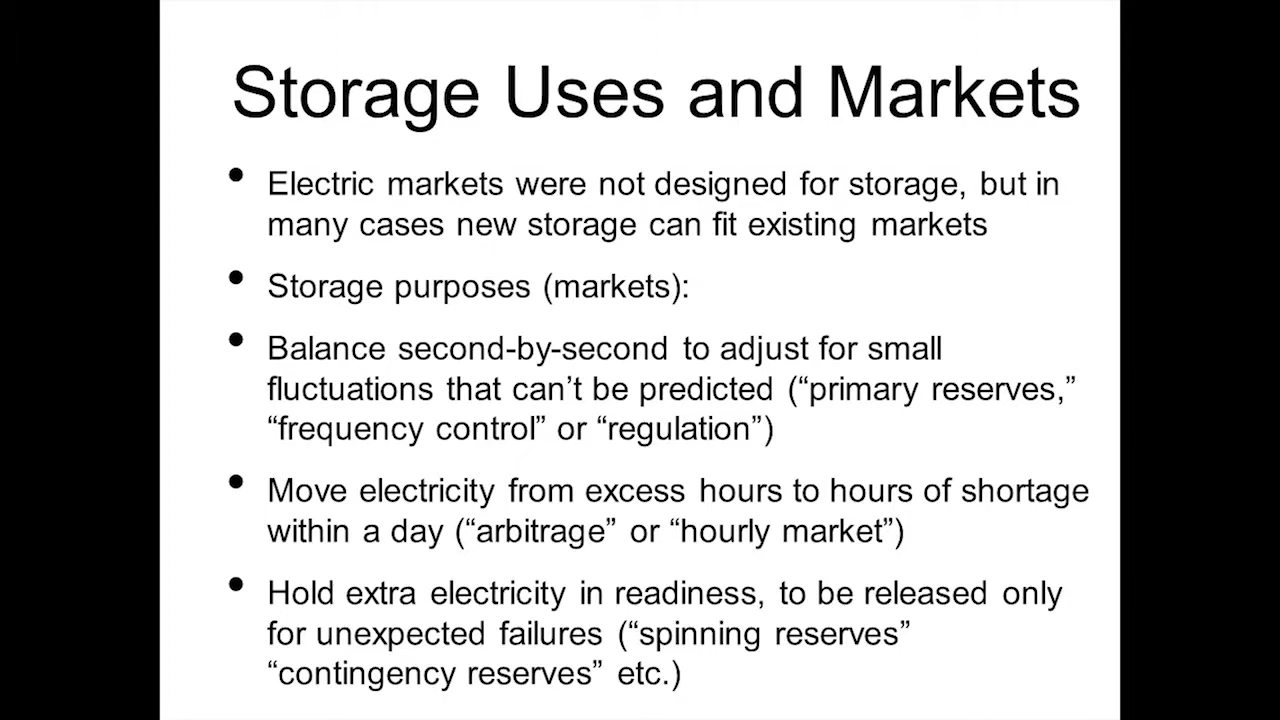 Storage Uses and Markets
• Electric markets were not designed for storage, but in
many cases new storage can fit existing markets
• Storage purposes (markets):
• Balance second-by-second to adjust for small
fluctuations that can’t be predicted (“primary reserves,”
“frequency control” or “regulation”)
• Move electricity from excess hours to hours of shortage
within a day (“arbitrage” or “hourly market”)
• Hold extra electricity in readiness, to be released only
for unexpected failures (“spinning reserves”
“contingency reserves” etc.)